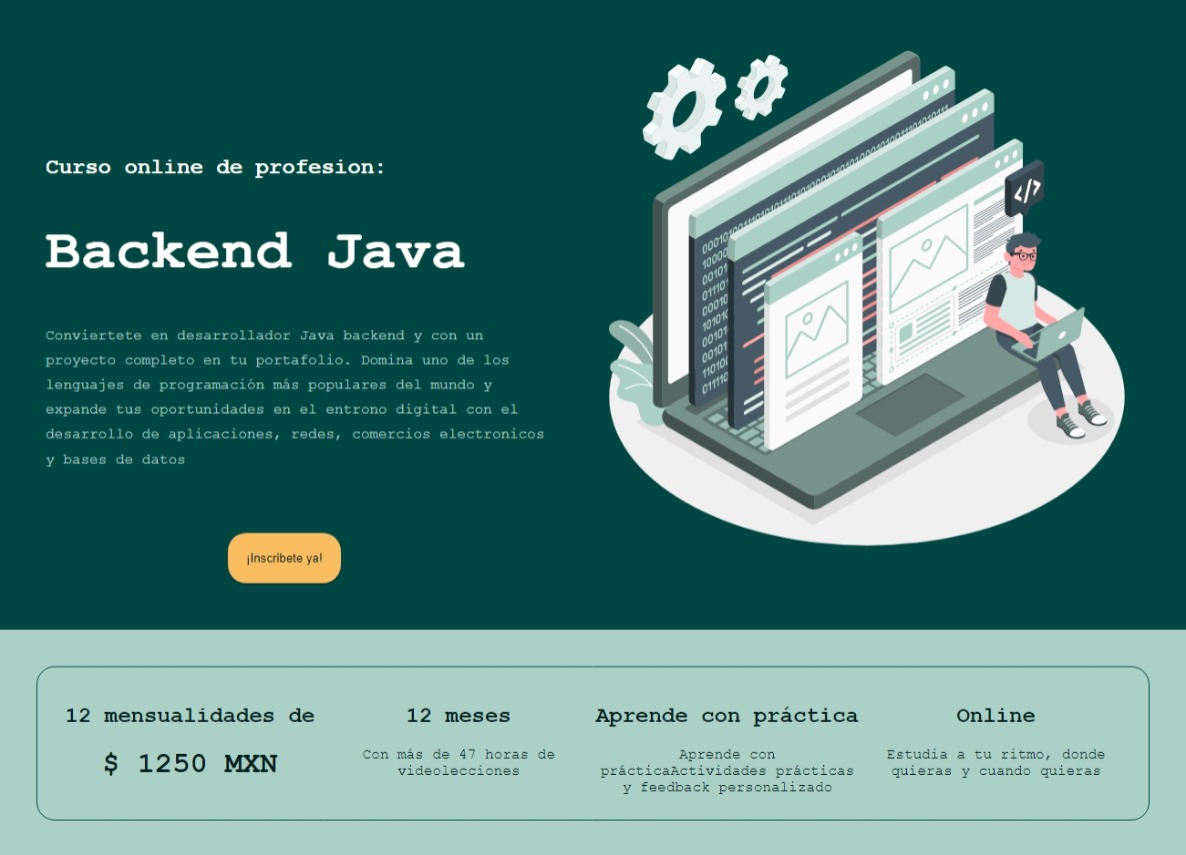 Curso online de profesion:
Backend Java
Conviertete en desarrollador Java backend y con un
proyecto completo en tu portafolio. Domina uno de los
lenguajes de programación más populares del mundo y
expande tus oportunidades en el entrono digital con el
desarrollo de aplicaciones, redes, comercios electronicos
y bases de datos
¡Inscribete ya!
</>
12 mensualidades de
$ 1250 MXN
12 meses
Con más de 47 horas de
videolecciones
Aprende con práctica
Aprende con
prácticaActividades prácticas
y feedback personalizado
Online
Estudia a tu ritmo, donde
quieras y cuando quieras